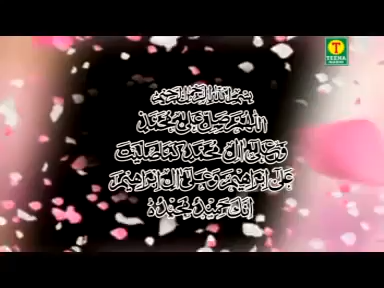 TEENA
بسم الله الرحمن الرحيم
اللهم صل على محمد
وعلى آل محمد كما صليت
على إبراهيم وعلى آل إبراهيم
إنك حميد مجيد